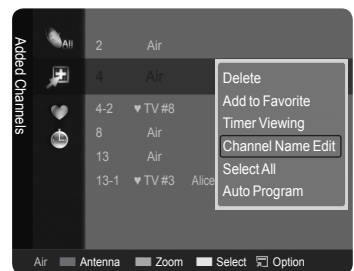 Added Channels
All
2 Air
4 Air
4-2 ♥ TV #8
8 Air
13 Air
13-1 ♥ TV #3 Alice
Delete
Add to Favorite
Timer Viewing
Channel Name Edit
Select All
Auto Program
Air Antenna Zoom Select Option